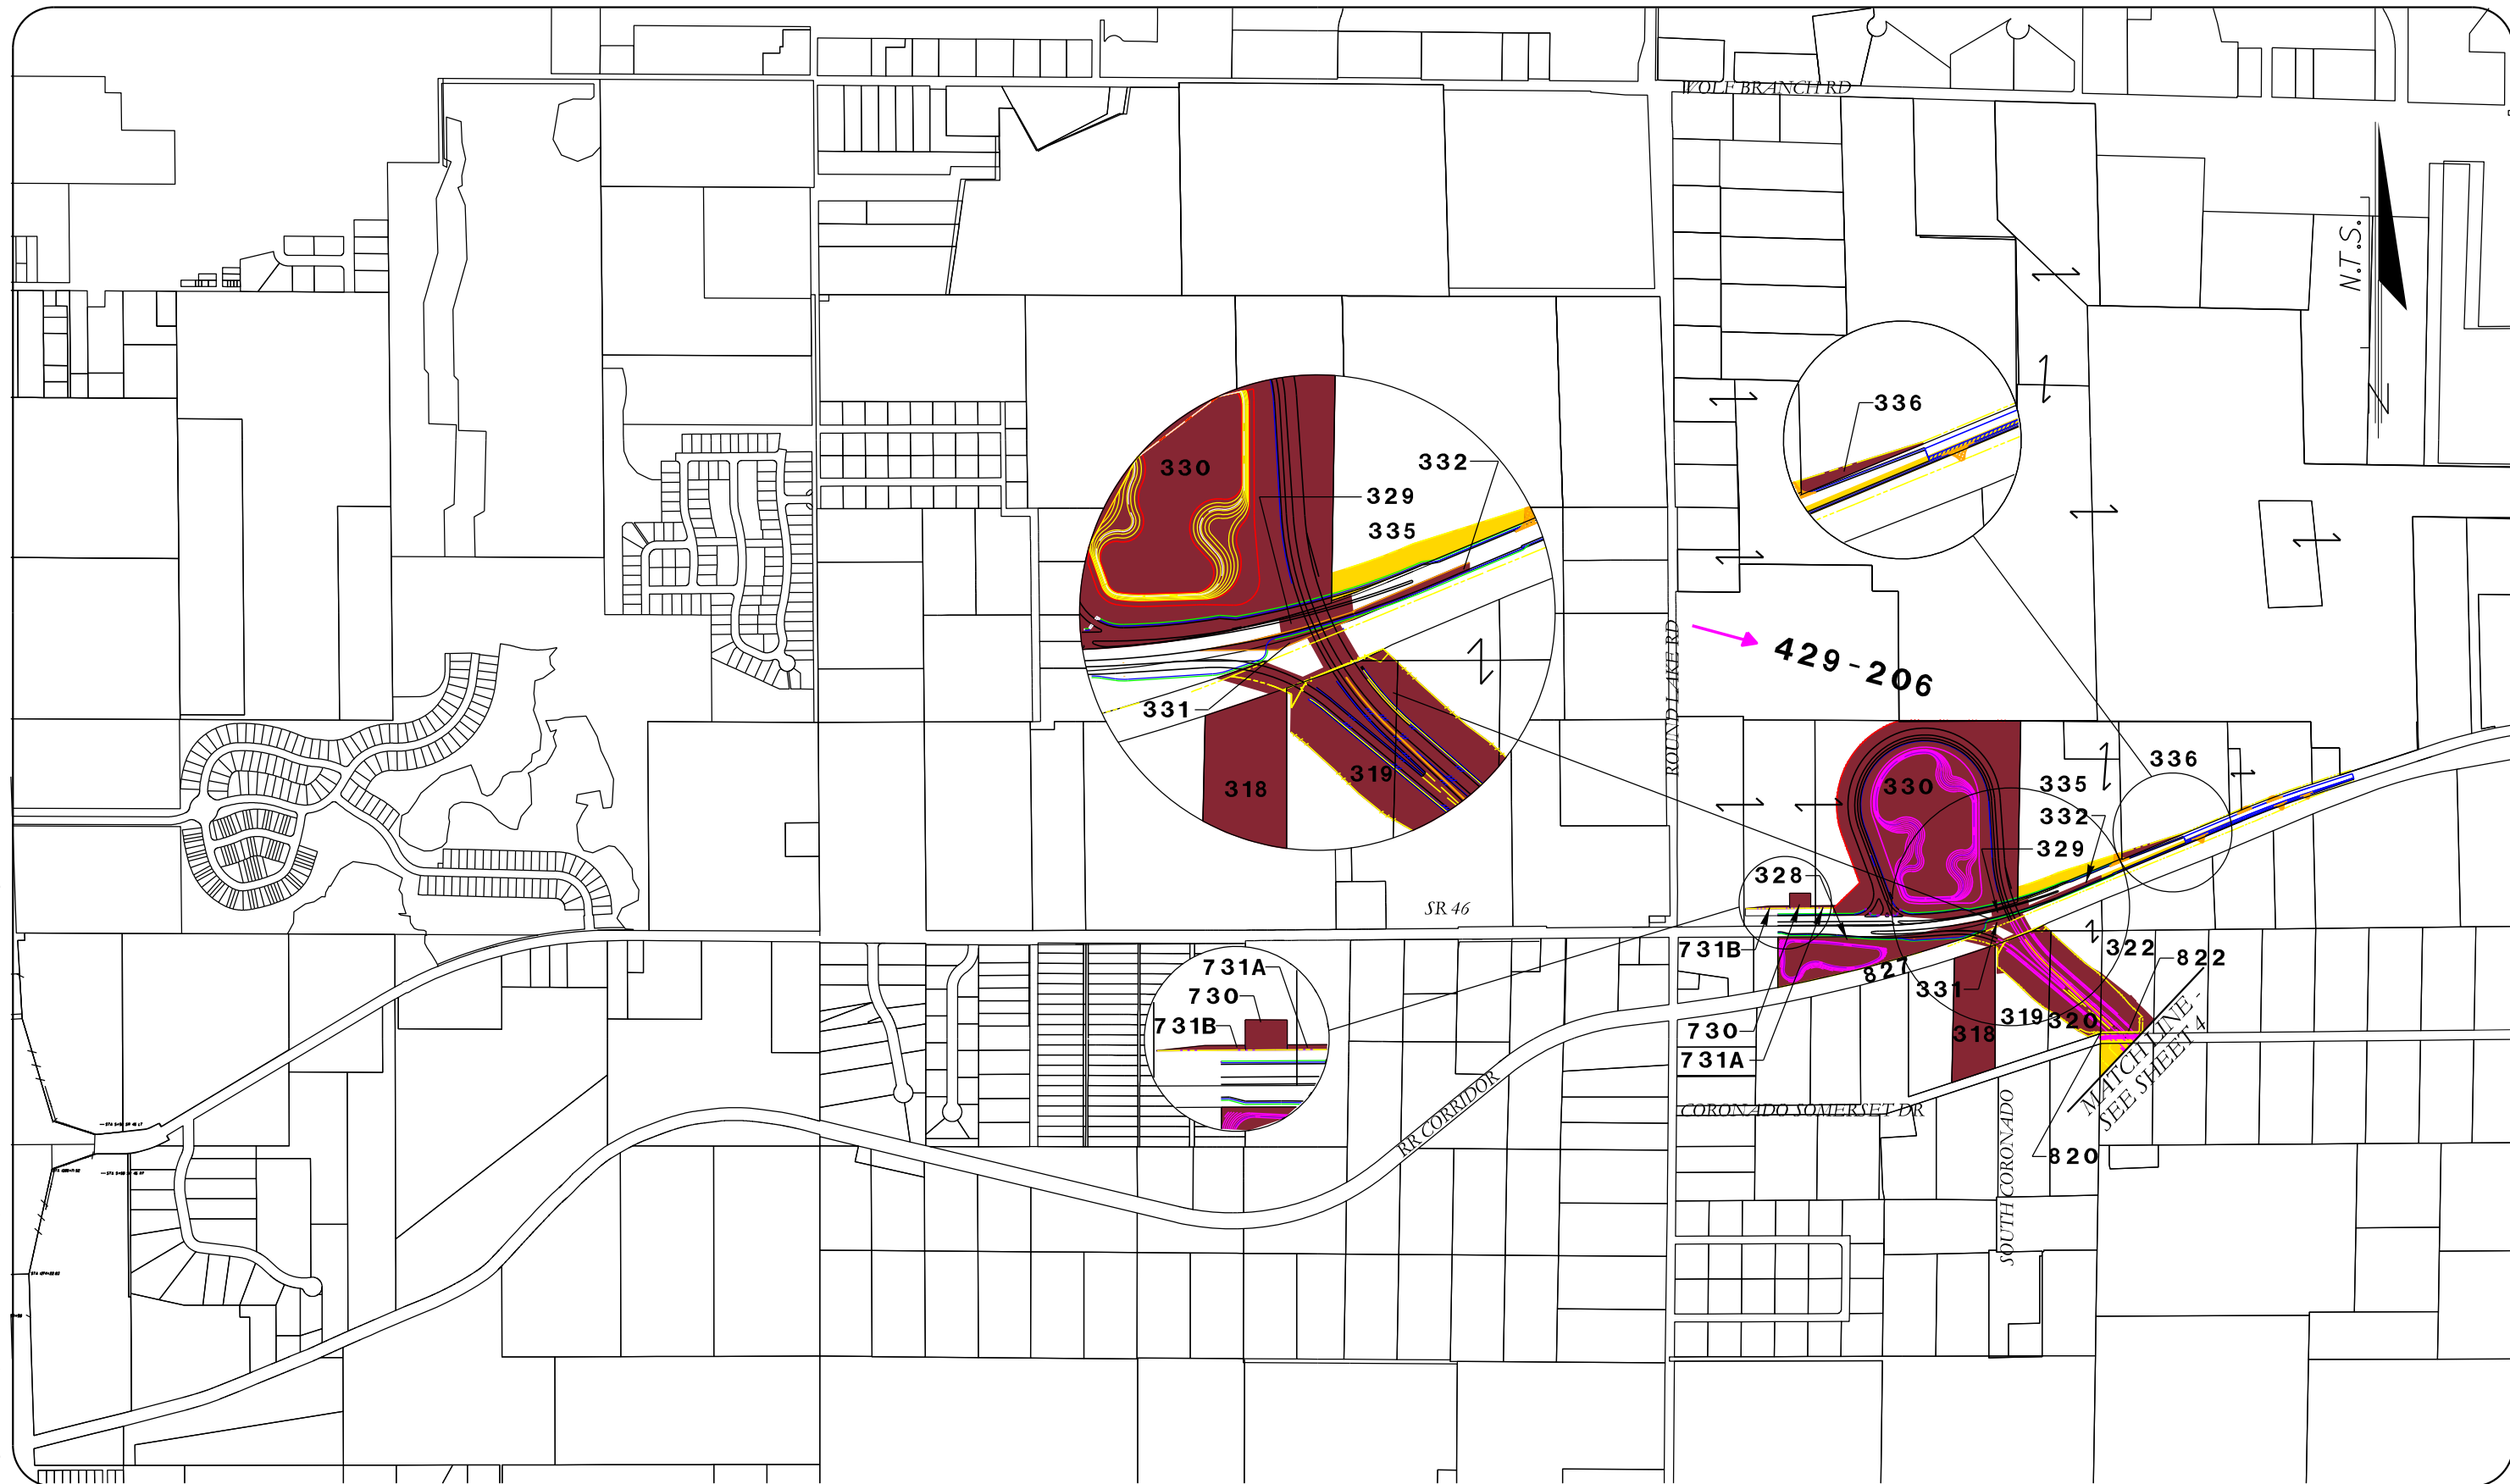 WOLF BRANCH RD
N.T.S.
336
330
332
329
335
331
318
319
ROUND LAKE RD
429-206
336
335
330
332
329
328
SR 46
731B
827
322
822
331
731A
730
731B
319
320
318
730
731A
MATCH LINE -
SEE SHEET 4
RR CORRIDOR
CORONADO SOMERSET DR
SOUTH CORONADO
820